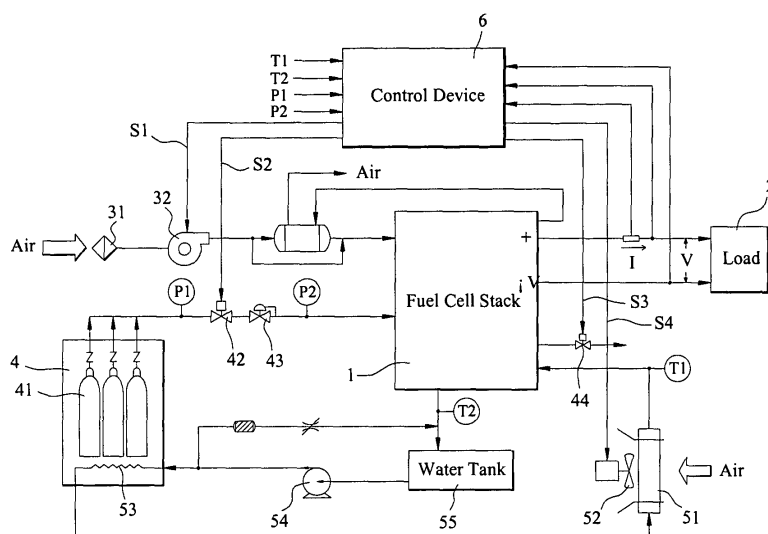 6
Control Device
T1
T2
P1
P2
S1
S2
Air
31
32
Air
+
I
V
Load
P1
P2
42
43
Fuel Cell Stack
¡V
S3
S4
44
T1
4
41
1
T2
53
54
Water Tank
55
52
51
Air